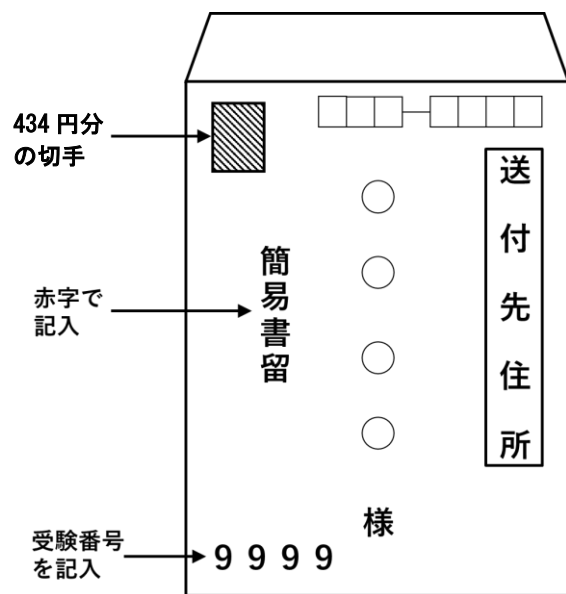 434 円分
の切手
赤字で
記入
受験番号
を記入
簡易書留
送付先住所
様
9999